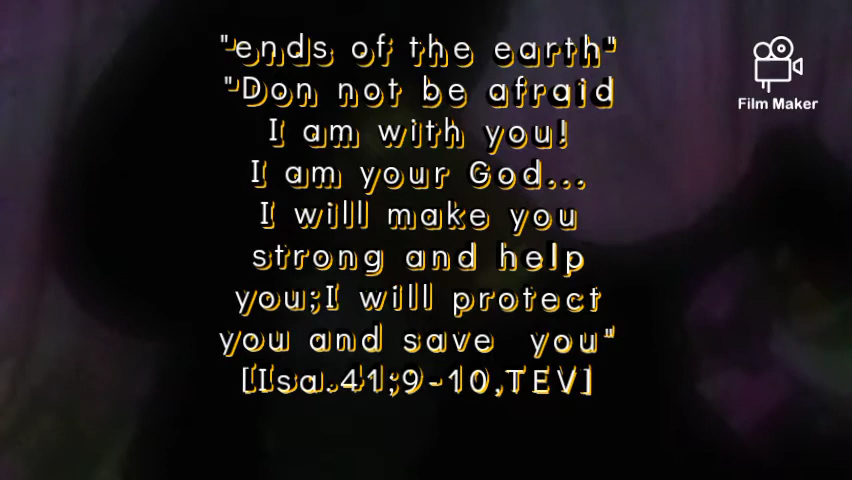 "ends of the earth"
"Don not be afraid
I am with you!
I am your God...
I will make you
strong and help
you;I will protect
you and save you"
[Isa.41;9-10,TEV]
Film Maker